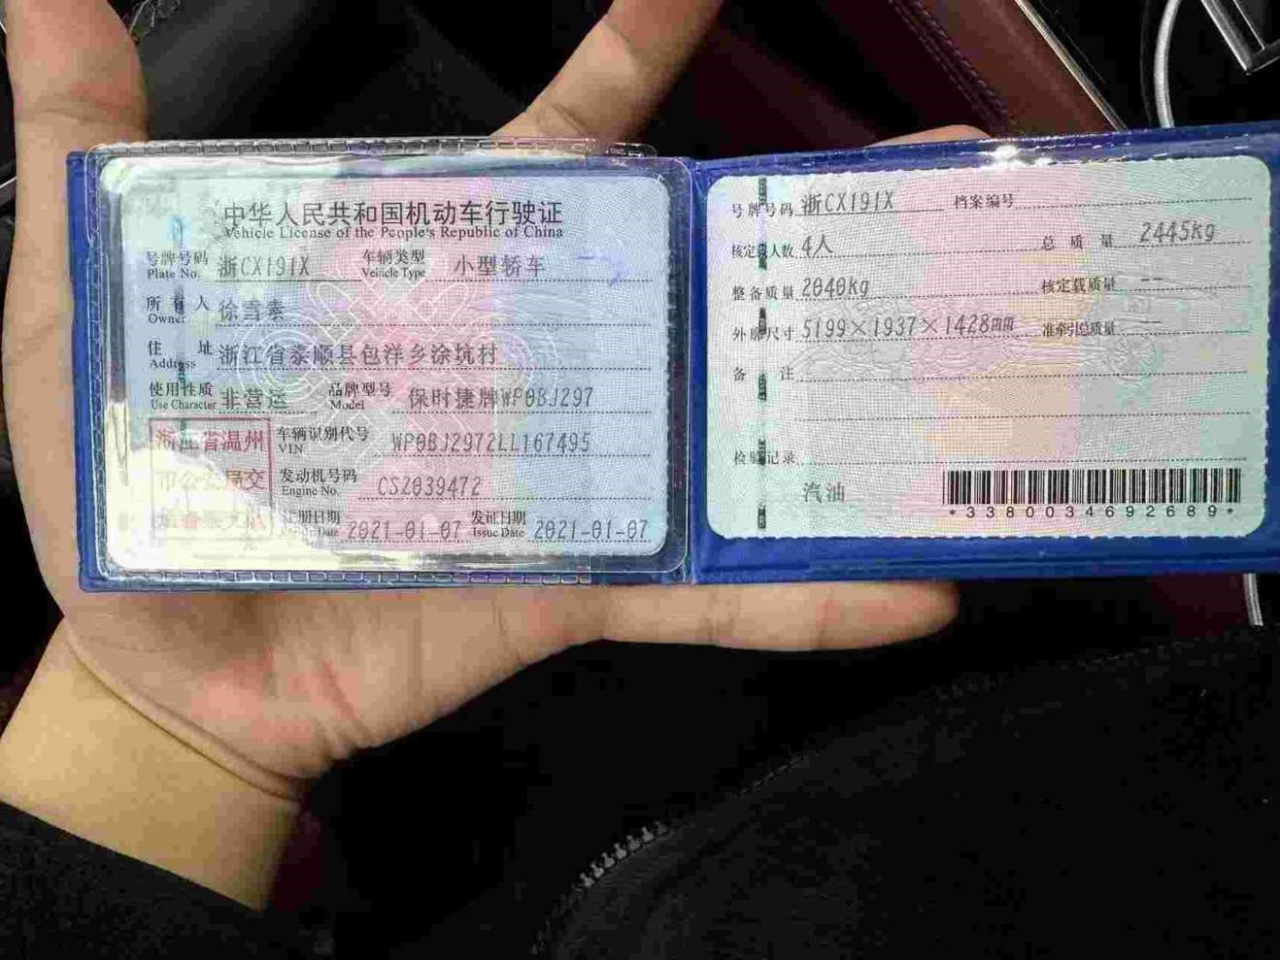 中华人民共和国机动车行驶证
Vehicle License of the People's Republic of China
号牌号码 浙CX191X 车辆类型 小型轿车
Plate No. Vehicle Type
所有人 徐雪素
Owner
住址 浙江省泰顺县包洋乡涂坑村
Address
使用性质 非营运 品牌型号 保时捷牌WP0BJ297
Use Character Model
浙江省温州
市公安局交
车辆识别代号 WP0BJ2972LL167495
VIN
发动机号码 CSZ039472
Engine No.
注册日期 2021-01-07 发证日期 2021-01-07
Date Issue Date
号牌号码 浙CX191X 档案编号
核定载人数 4人 总质量 2445kg
整备质量 2040kg 核定载质量 --
外廓尺寸 5199×1937×1428mm 准牵引总质量 --
备注
检验记录
汽油
*3380034692689*